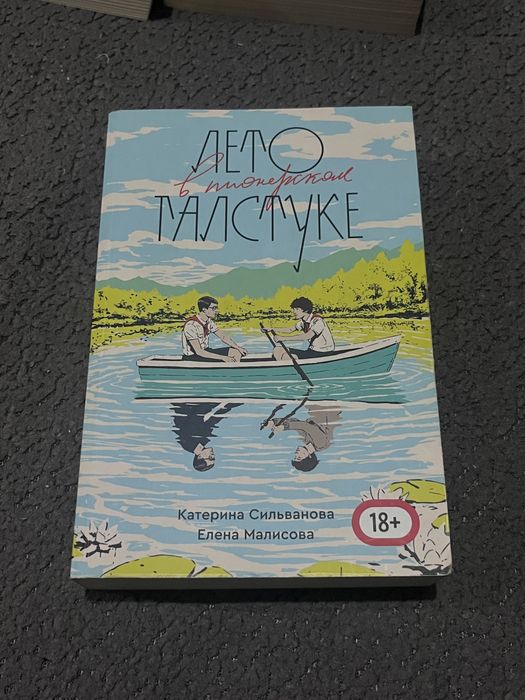 ЛЕТО
в пионерском
ГАЛСТУКЕ
Катерина Сильванова
Елена Малисова
18+